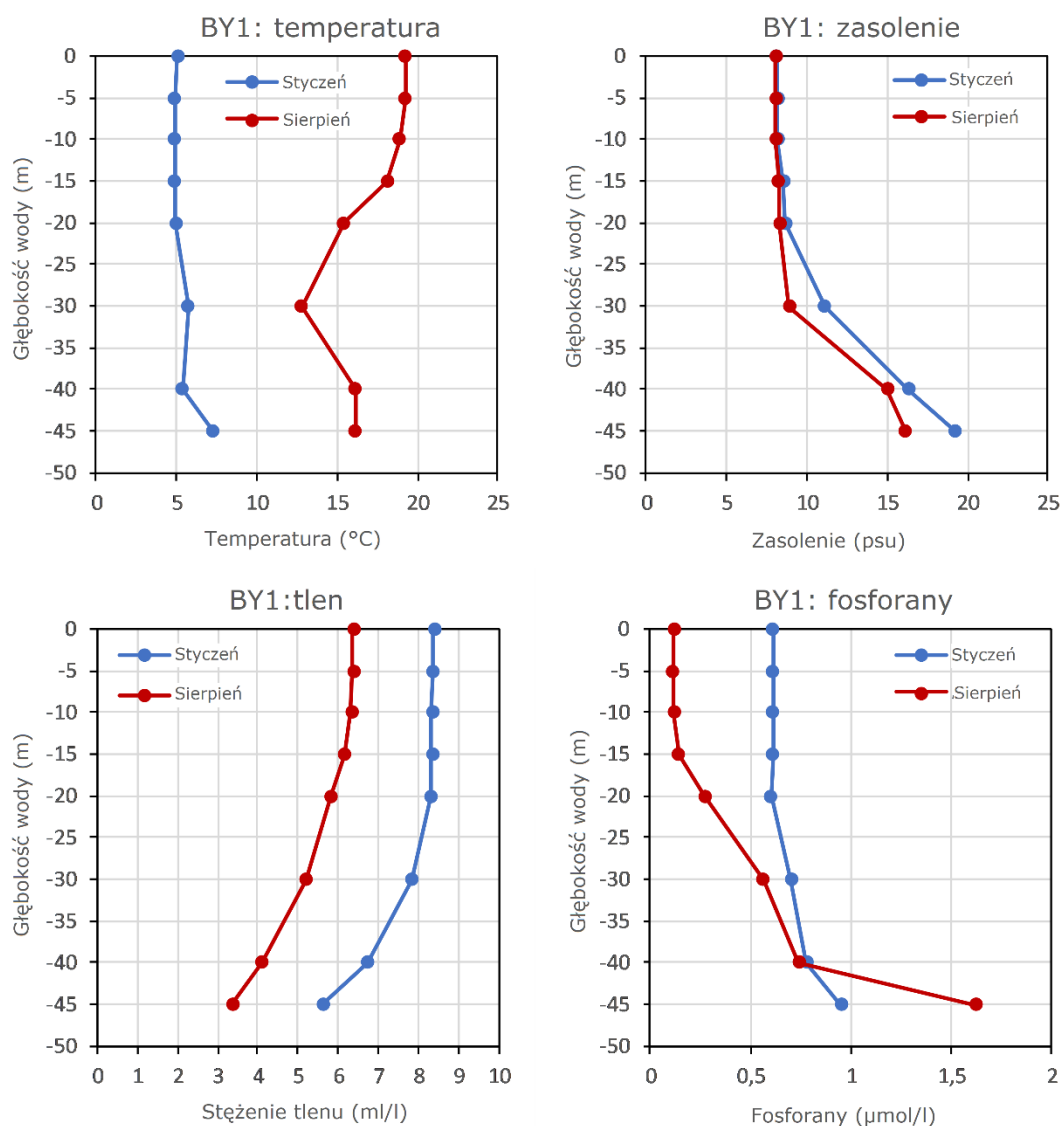 BY1: temperatura
0
-5
-10
-15
-20
-25
-30
-35
-40
-45
-50
Głębokość wody (m)
Styczeń
Sierpień
0 5 10 15 20 25
Temperatura (°C)
BY1: zasolenie
0
-5
-10
-15
-20
-25
-30
-35
-40
-45
-50
Głębokość wody (m)
Styczeń
Sierpień
0 5 10 15 20 25
Zasolenie (psu)
BY1:tlen
0
-5
-10
-15
-20
-25
-30
-35
-40
-45
-50
Głębokość wody (m)
Styczeń
Sierpień
0 1 2 3 4 5 6 7 8 9 10
Stężenie tlenu (ml/l)
BY1: fosforany
0
-5
-10
-15
-20
-25
-30
-35
-40
-45
-50
Głębokość wody (m)
Styczeń
Sierpień
0 0,5 1 1,5 2
Fosforany (µmol/l)